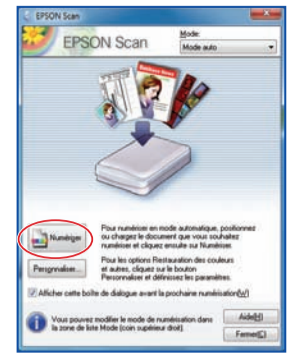 EPSON Scan
EPSON Scan
Mode:
Mode auto
Business News
Numériser
Pour numériser en mode automatique, positionnez
ou chargez le document que vous souhaitez
numériser et cliquez ensuite sur Numériser.
Personnaliser...
Pour les options Restauration des couleurs
et autres, cliquez sur le bouton
Personnaliser et définissez les paramètres.
Afficher cette boîte de dialogue avant la prochaine numérisation(W)
Vous pouvez modifier le mode de numérisation dans
la zone de liste Mode (coin supérieur droit).
Aide(H)
Fermer(C)